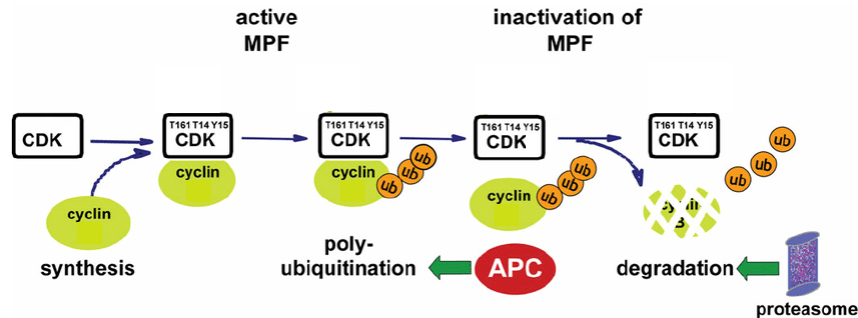 active
MPF
inactivation of
MPF
CDK
T161 T14 Y15
CDK
cyclin
T161 T14 Y15
CDK
cyclin
ub
ub
ub
T161 T14 Y15
CDK
cyclin
ub
ub
ub
T161 T14 Y15
CDK
ub
ub
ub
cyclin
B
cyclin
synthesis
poly-
ubiquitination
APC
degradation
proteasome